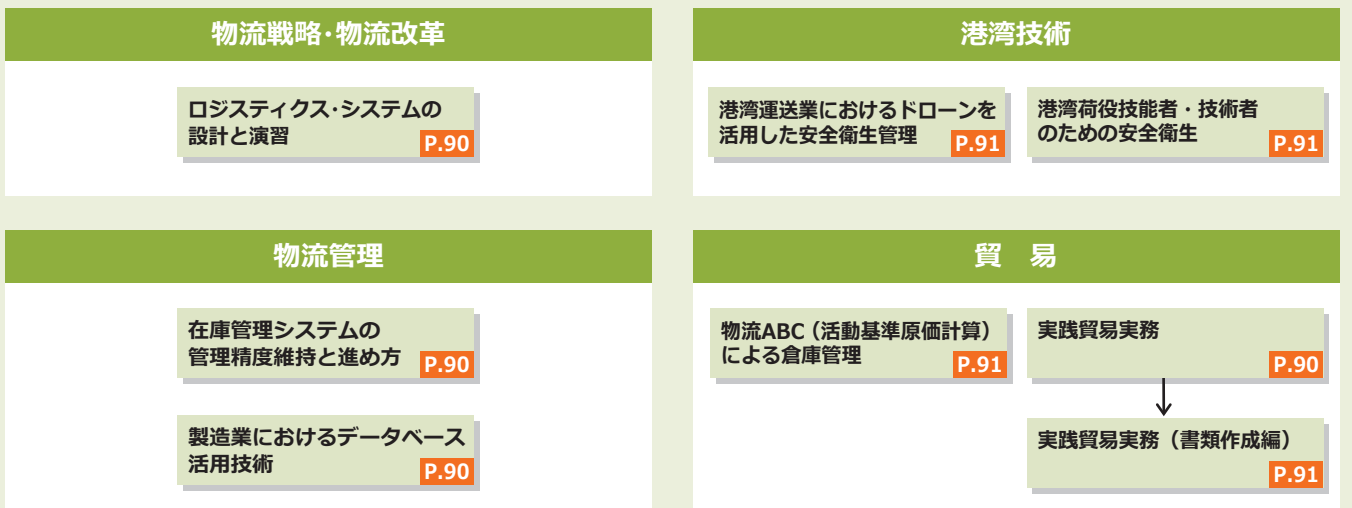 物流戦略・物流改革
ロジスティクス・システムの
設計と演習
P.90
港湾技術
港湾運送業におけるドローンを
活用した安全衛生管理
P.91
港湾荷役技能者・技術者
のための安全衛生
P.91
物流管理
在庫管理システムの
管理精度維持と進め方
P.90
製造業におけるデータベース
活用技術
P.90
貿　易
物流ABC（活動基準原価計算）
による倉庫管理
P.91
実践貿易実務
P.90
実践貿易実務（書類作成編）
P.91